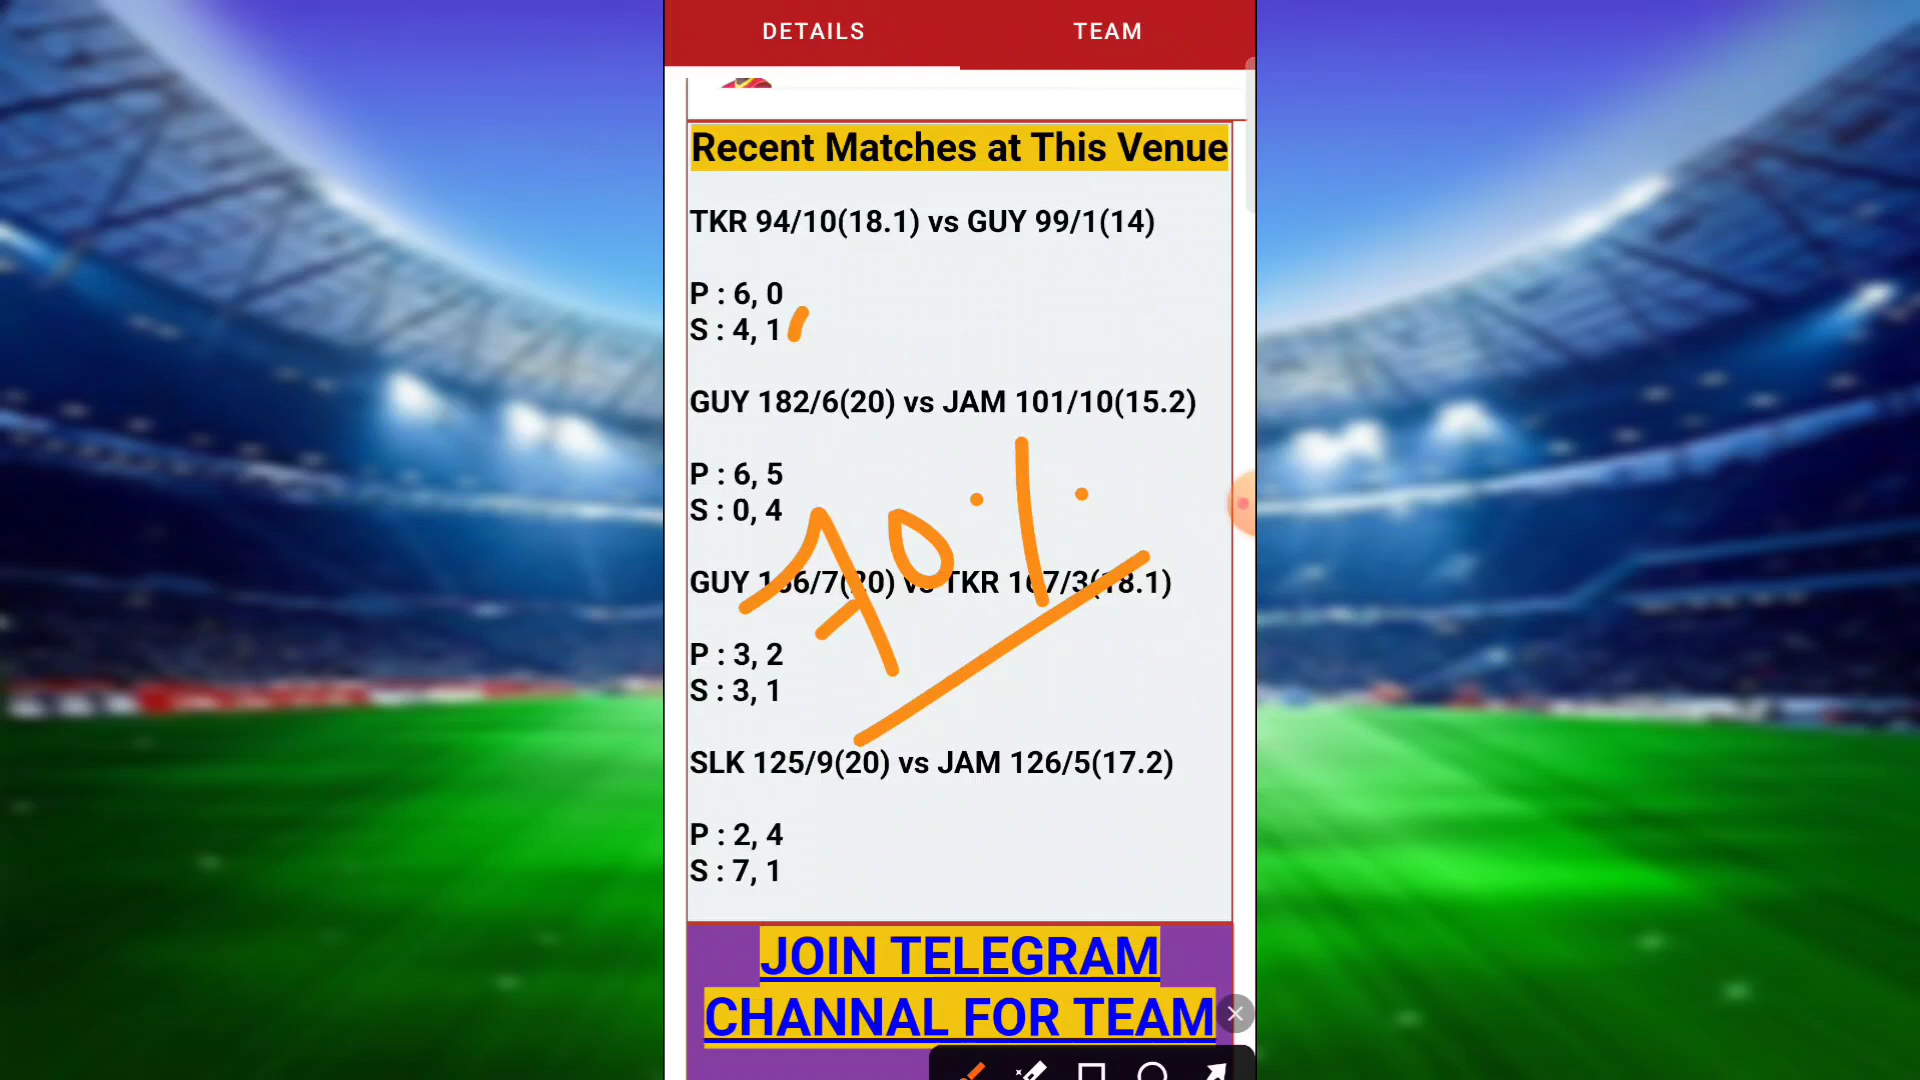 DETAILS TEAM
Recent Matches at This Venue
TKR 94/10(18.1) vs GUY 99/1(14)
P : 6, 0
S : 4, 1
GUY 182/6(20) vs JAM 101/10(15.2)
P : 6, 5
S : 0, 4
70%
GUY vs TKR
P : 3, 2
S : 3, 1
SLK 125/9(20) vs JAM 126/5(17.2)
P : 2, 4
S : 7, 1
JOIN TELEGRAM
CHANNAL FOR TEAM